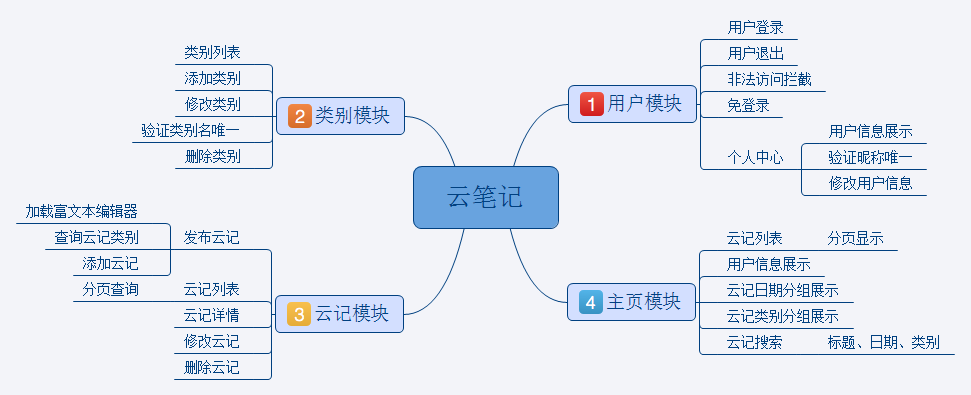 云笔记
1 用户模块
用户登录
用户退出
非法访问拦截
免登录
个人中心
用户信息展示
验证昵称唯一
修改用户信息
2 类别模块
类别列表
添加类别
修改类别
验证类别名唯一
删除类别
3 云记模块
发布云记
加载富文本编辑器
查询云记类别
添加云记
云记列表
分页查询
云记详情
修改云记
删除云记
4 主页模块
云记列表
分页显示
用户信息展示
云记日期分组展示
云记类别分组展示
云记搜索
标题、日期、类别